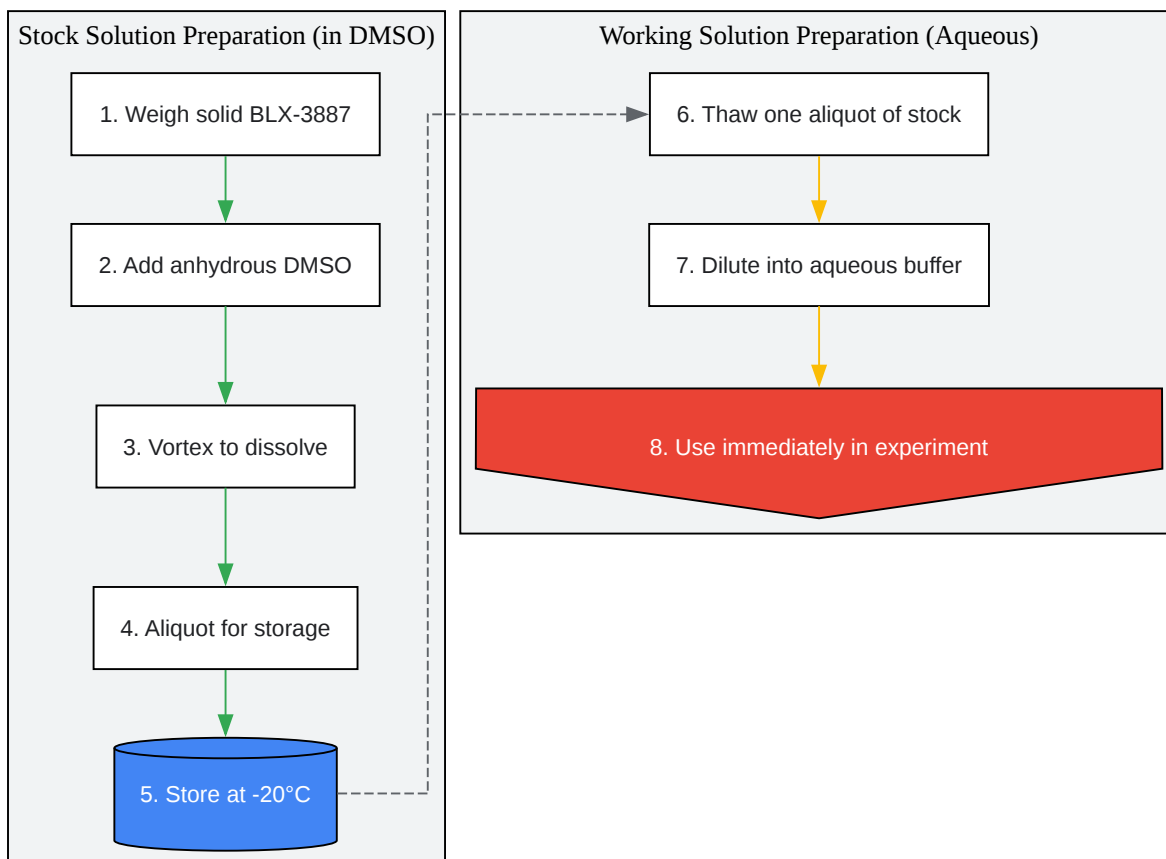 Stock Solution Preparation (in DMSO)
1. Weigh solid BLX-3887
2. Add anhydrous DMSO
3. Vortex to dissolve
4. Aliquot for storage
5. Store at -20°C
Working Solution Preparation (Aqueous)
6. Thaw one aliquot of stock
7. Dilute into aqueous buffer
8. Use immediately in experiment